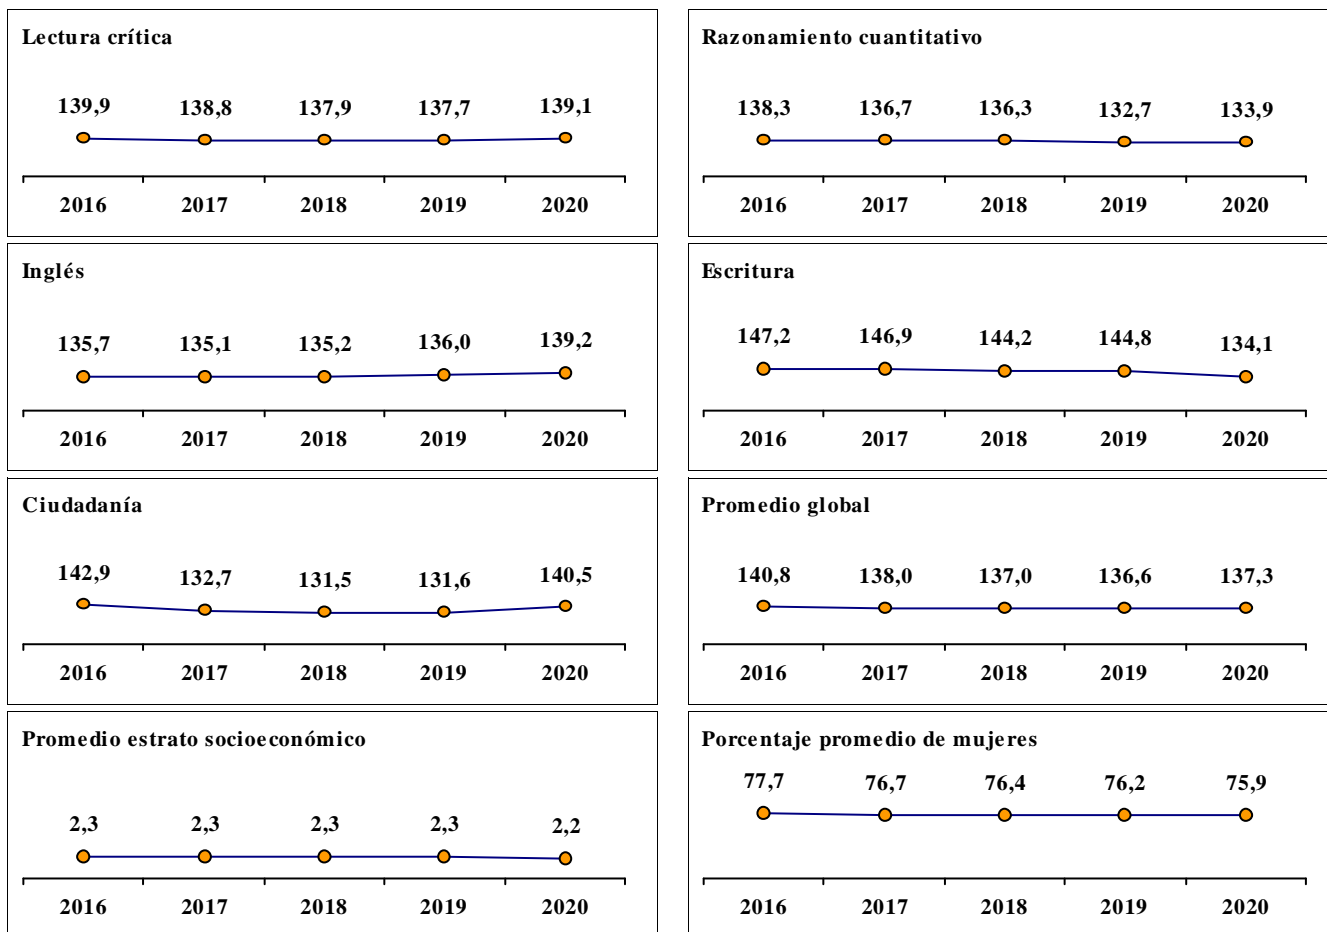 Lectura crítica
139,9 138,8 137,9 137,7 139,1
2016 2017 2018 2019 2020
Razonamiento cuantitativo
138,3 136,7 136,3 132,7 133,9
2016 2017 2018 2019 2020
Inglés
135,7 135,1 135,2 136,0 139,2
2016 2017 2018 2019 2020
Escritura
147,2 146,9 144,2 144,8 134,1
2016 2017 2018 2019 2020
Ciudadanía
142,9 132,7 131,5 131,6 140,5
2016 2017 2018 2019 2020
Promedio global
140,8 138,0 137,0 136,6 137,3
2016 2017 2018 2019 2020
Promedio estrato socioeconómico
2,3 2,3 2,3 2,3 2,2
2016 2017 2018 2019 2020
Porcentaje promedio de mujeres
77,7 76,7 76,4 76,2 75,9
2016 2017 2018 2019 2020